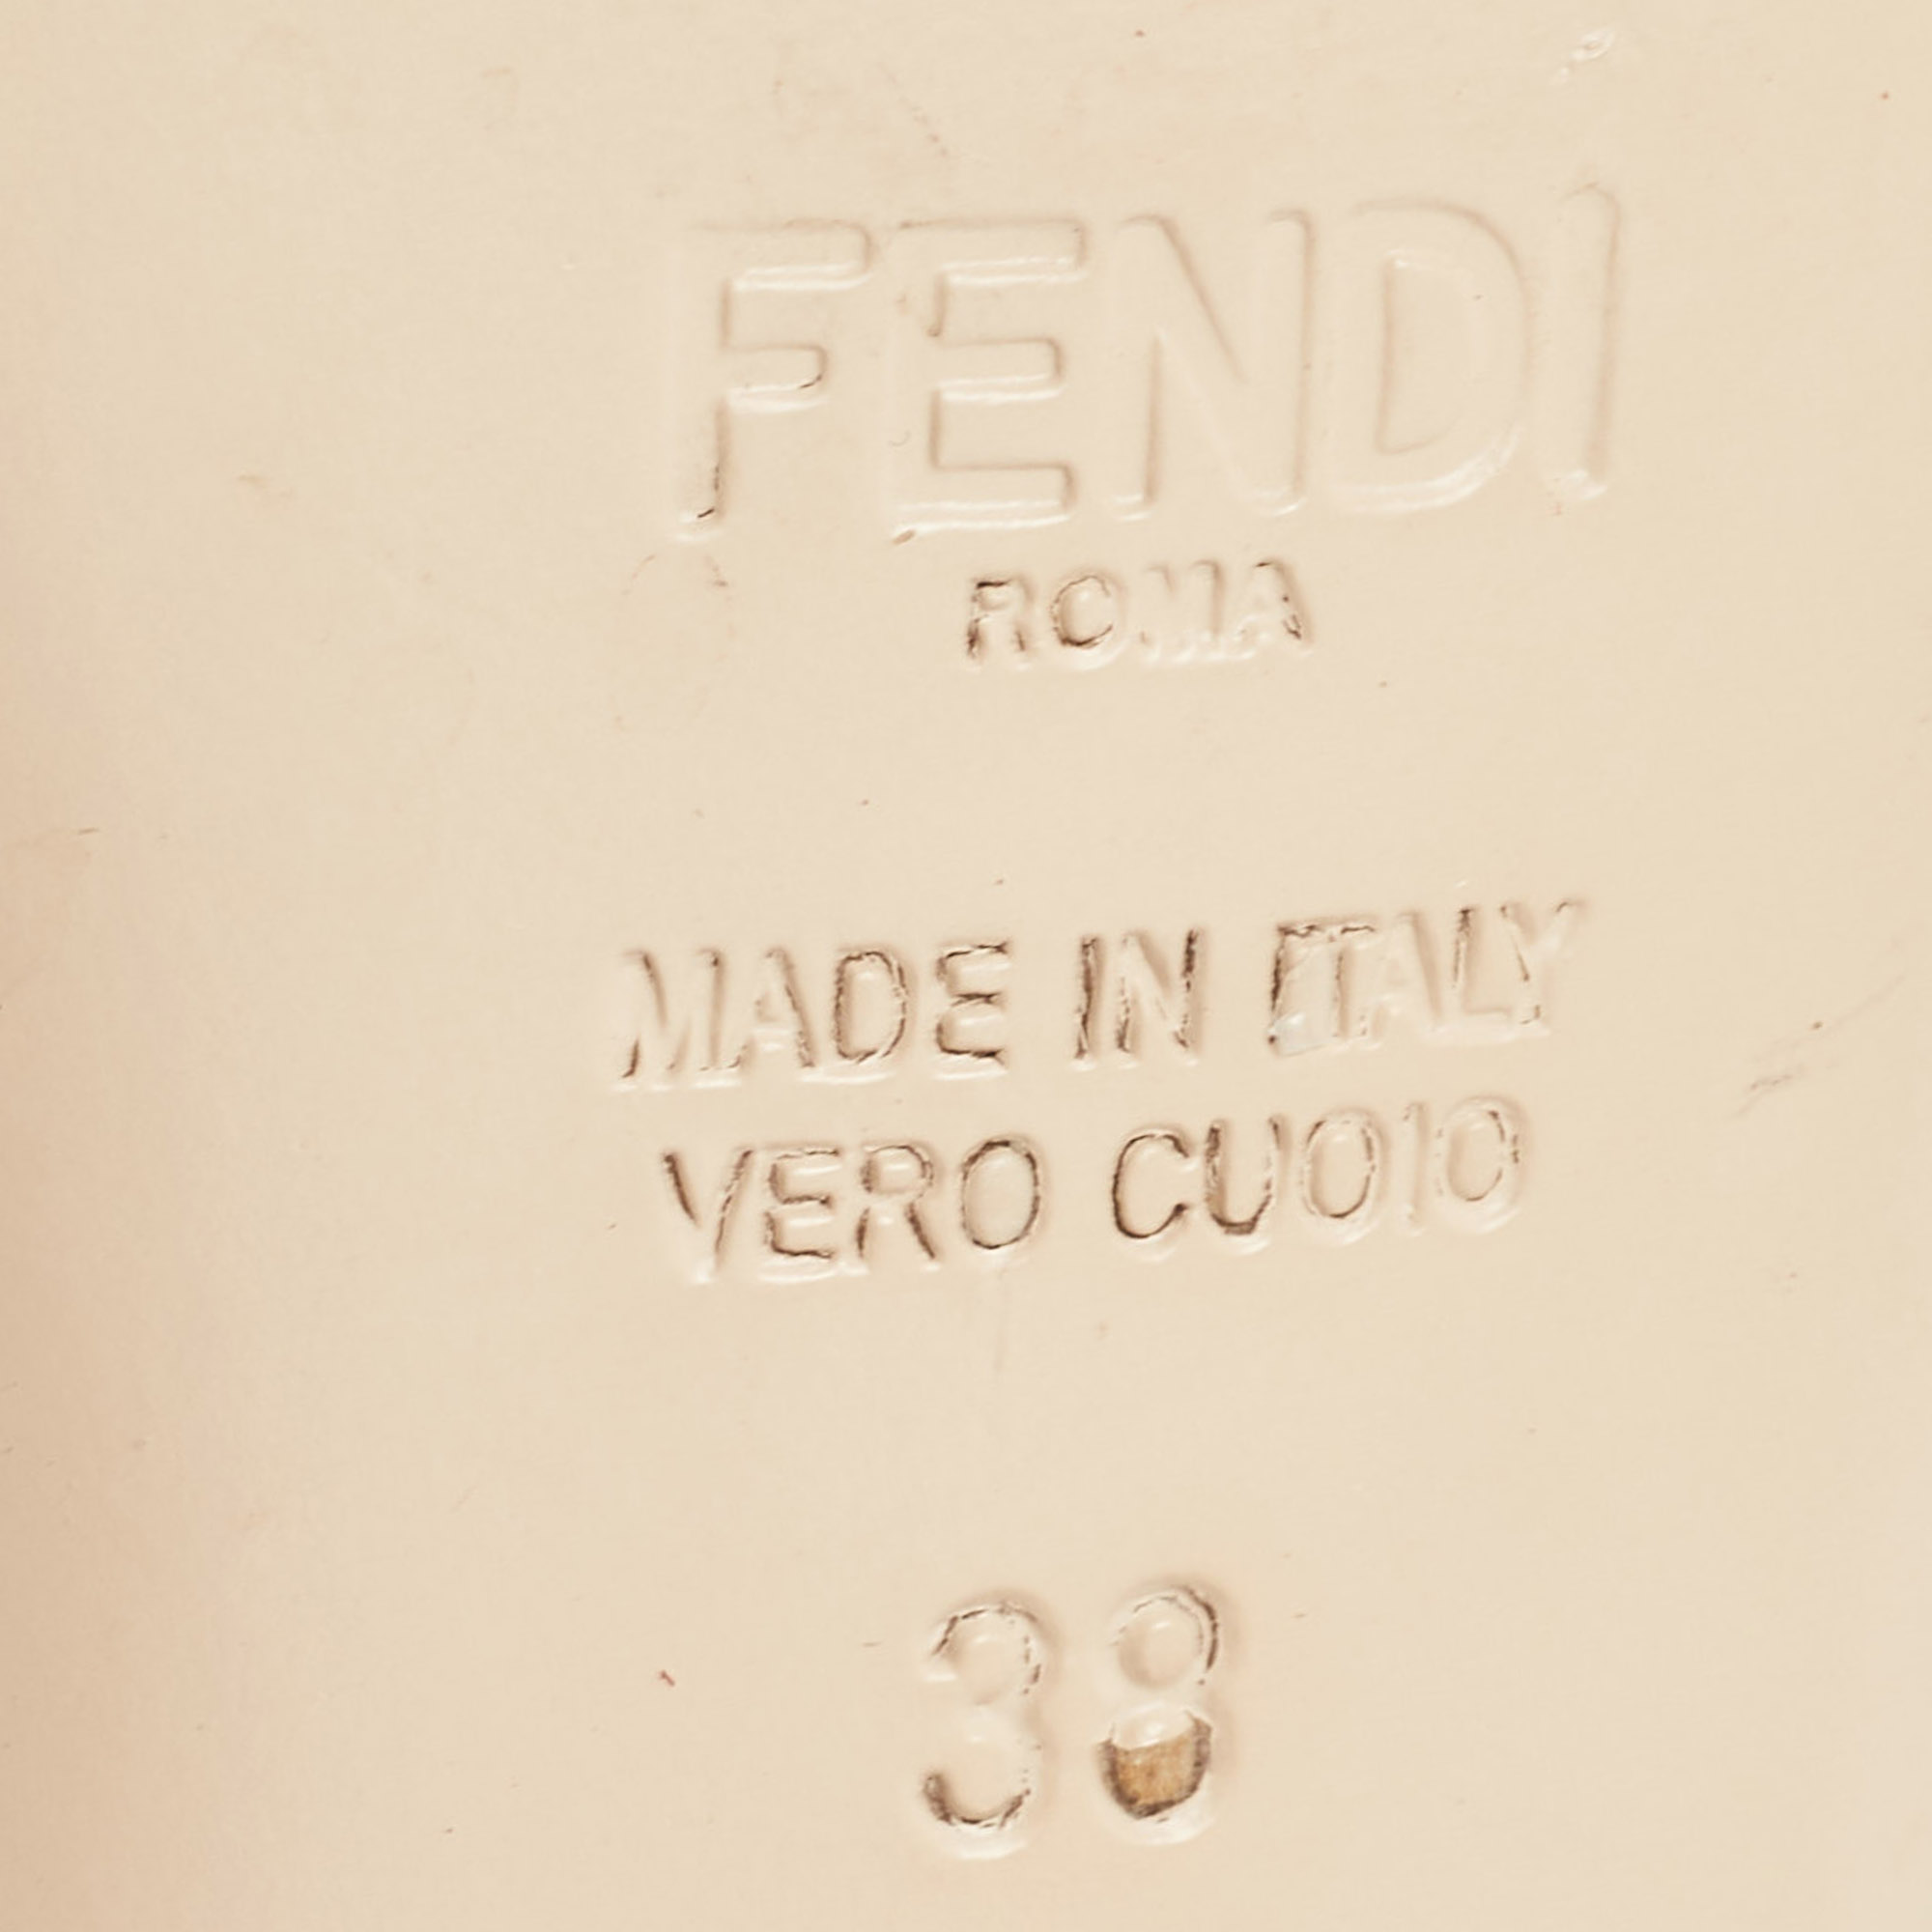 FENDI
ROMA
MADE IN ITALY
VERO CUOIO
38